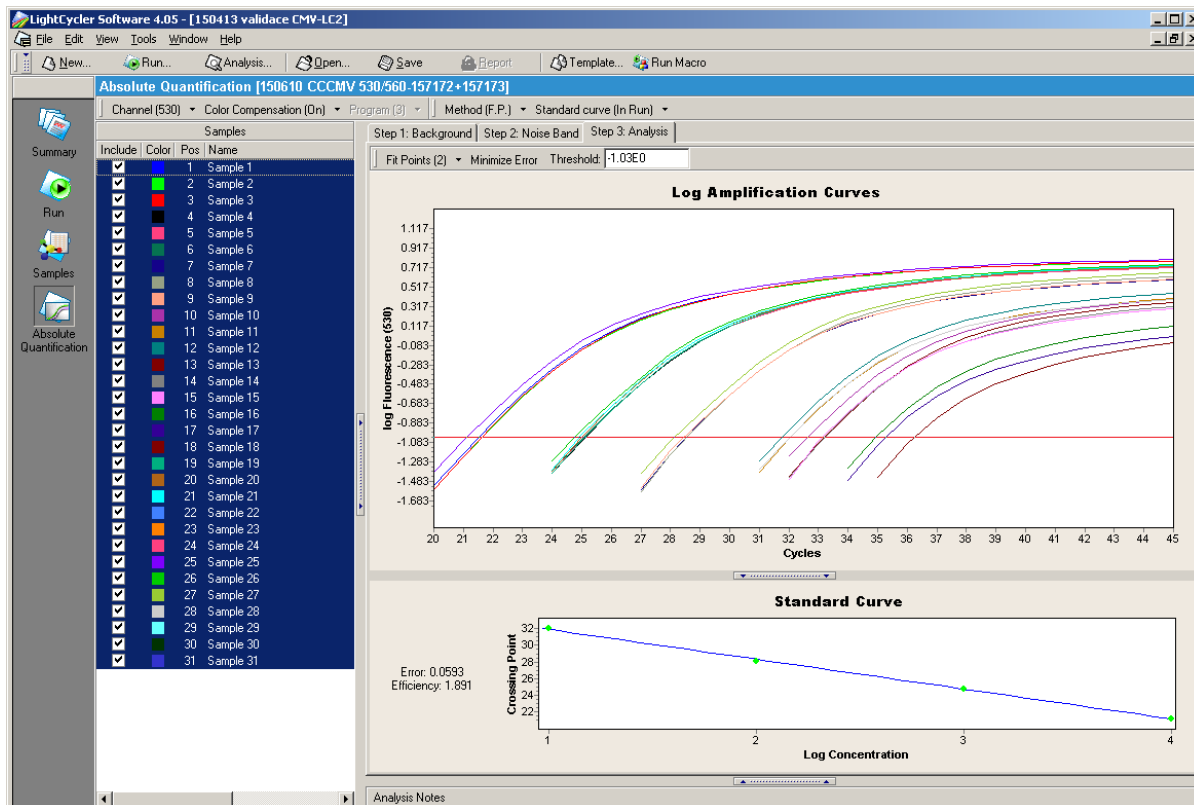 LightCycler Software 4.05 - [150413 validace CMV-LC2]
File Edit View Tools Window Help
New... Run... Analysis... Open... Save Report Template... Run Macro
Absolute Quantification [150610 CCCMV 530/560-157172+157173]
Channel (530) Color Compensation (On) Program (3) Method (F.P.) Standard curve (In Run)
Summary
Run
Samples
Absolute
Quantification
Samples
Include Color Pos Name
1 Sample 1
2 Sample 2
3 Sample 3
4 Sample 4
5 Sample 5
6 Sample 6
7 Sample 7
8 Sample 8
9 Sample 9
10 Sample 10
11 Sample 11
12 Sample 12
13 Sample 13
14 Sample 14
15 Sample 15
16 Sample 16
17 Sample 17
18 Sample 18
19 Sample 19
20 Sample 20
21 Sample 21
22 Sample 22
23 Sample 23
24 Sample 24
25 Sample 25
26 Sample 26
27 Sample 27
28 Sample 28
29 Sample 29
30 Sample 30
31 Sample 31
Step 1: Background Step 2: Noise Band Step 3: Analysis
Fit Points (2) Minimize Error Threshold: -1.03E0
Log Amplification Curves
log Fluorescence (530)
1.117
0.917
0.717
0.517
0.317
0.117
-0.083
-0.283
-0.483
-0.683
-0.883
-1.083
-1.283
-1.483
-1.683
20 21 22 23 24 25 26 27 28 29 30 31 32 33 34 35 36 37 38 39 40 41 42 43 44 45
Cycles
Standard Curve
Error: 0.0593
Efficiency: 1.891
Crossing Point
32
30
28
26
24
22
1 2 3 4
Log Concentration
Analysis Notes